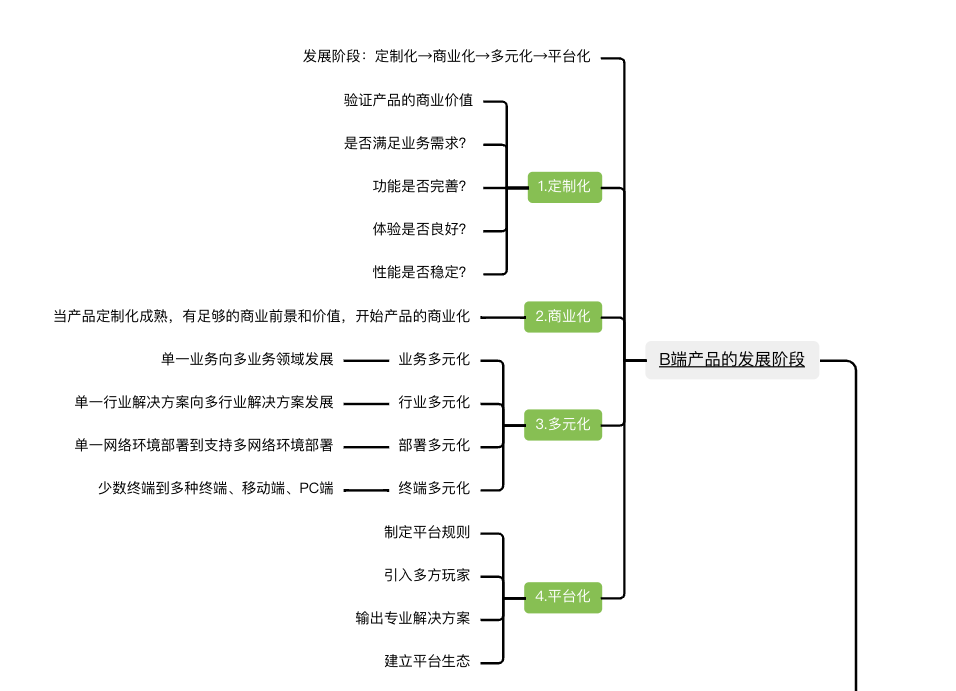 发展阶段：定制化→商业化→多元化→平台化
验证产品的商业价值
是否满足业务需求？
功能是否完善？
体验是否良好？
性能是否稳定？
1.定制化
当产品定制化成熟，有足够的商业前景和价值，开始产品的商业化
2.商业化
B端产品的发展阶段
单一业务向多业务领域发展
业务多元化
单一行业解决方案向多行业解决方案发展
行业多元化
单一网络环境部署到支持多网络环境部署
部署多元化
少数终端到多种终端、移动端、PC端
终端多元化
3.多元化
制定平台规则
引入多方玩家
输出专业解决方案
建立平台生态
4.平台化